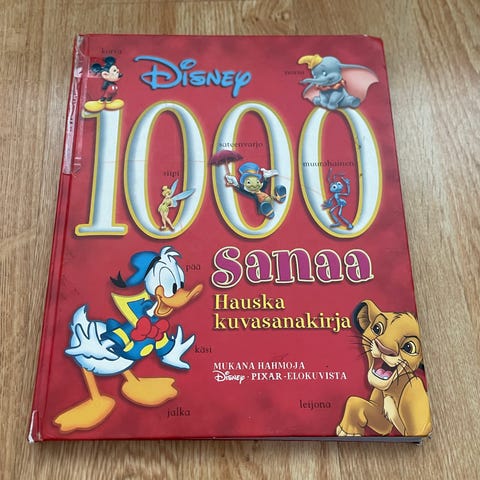 korva
DISNEY
norsu
1000
sateenvarjo
siipi
muurahainen
sanaa
pää
Hauska
kuvasanakirja
käsi
MUKANA HAHMOJA
DISNEY · PIXAR -ELOKUVISTA
jalka
leijona